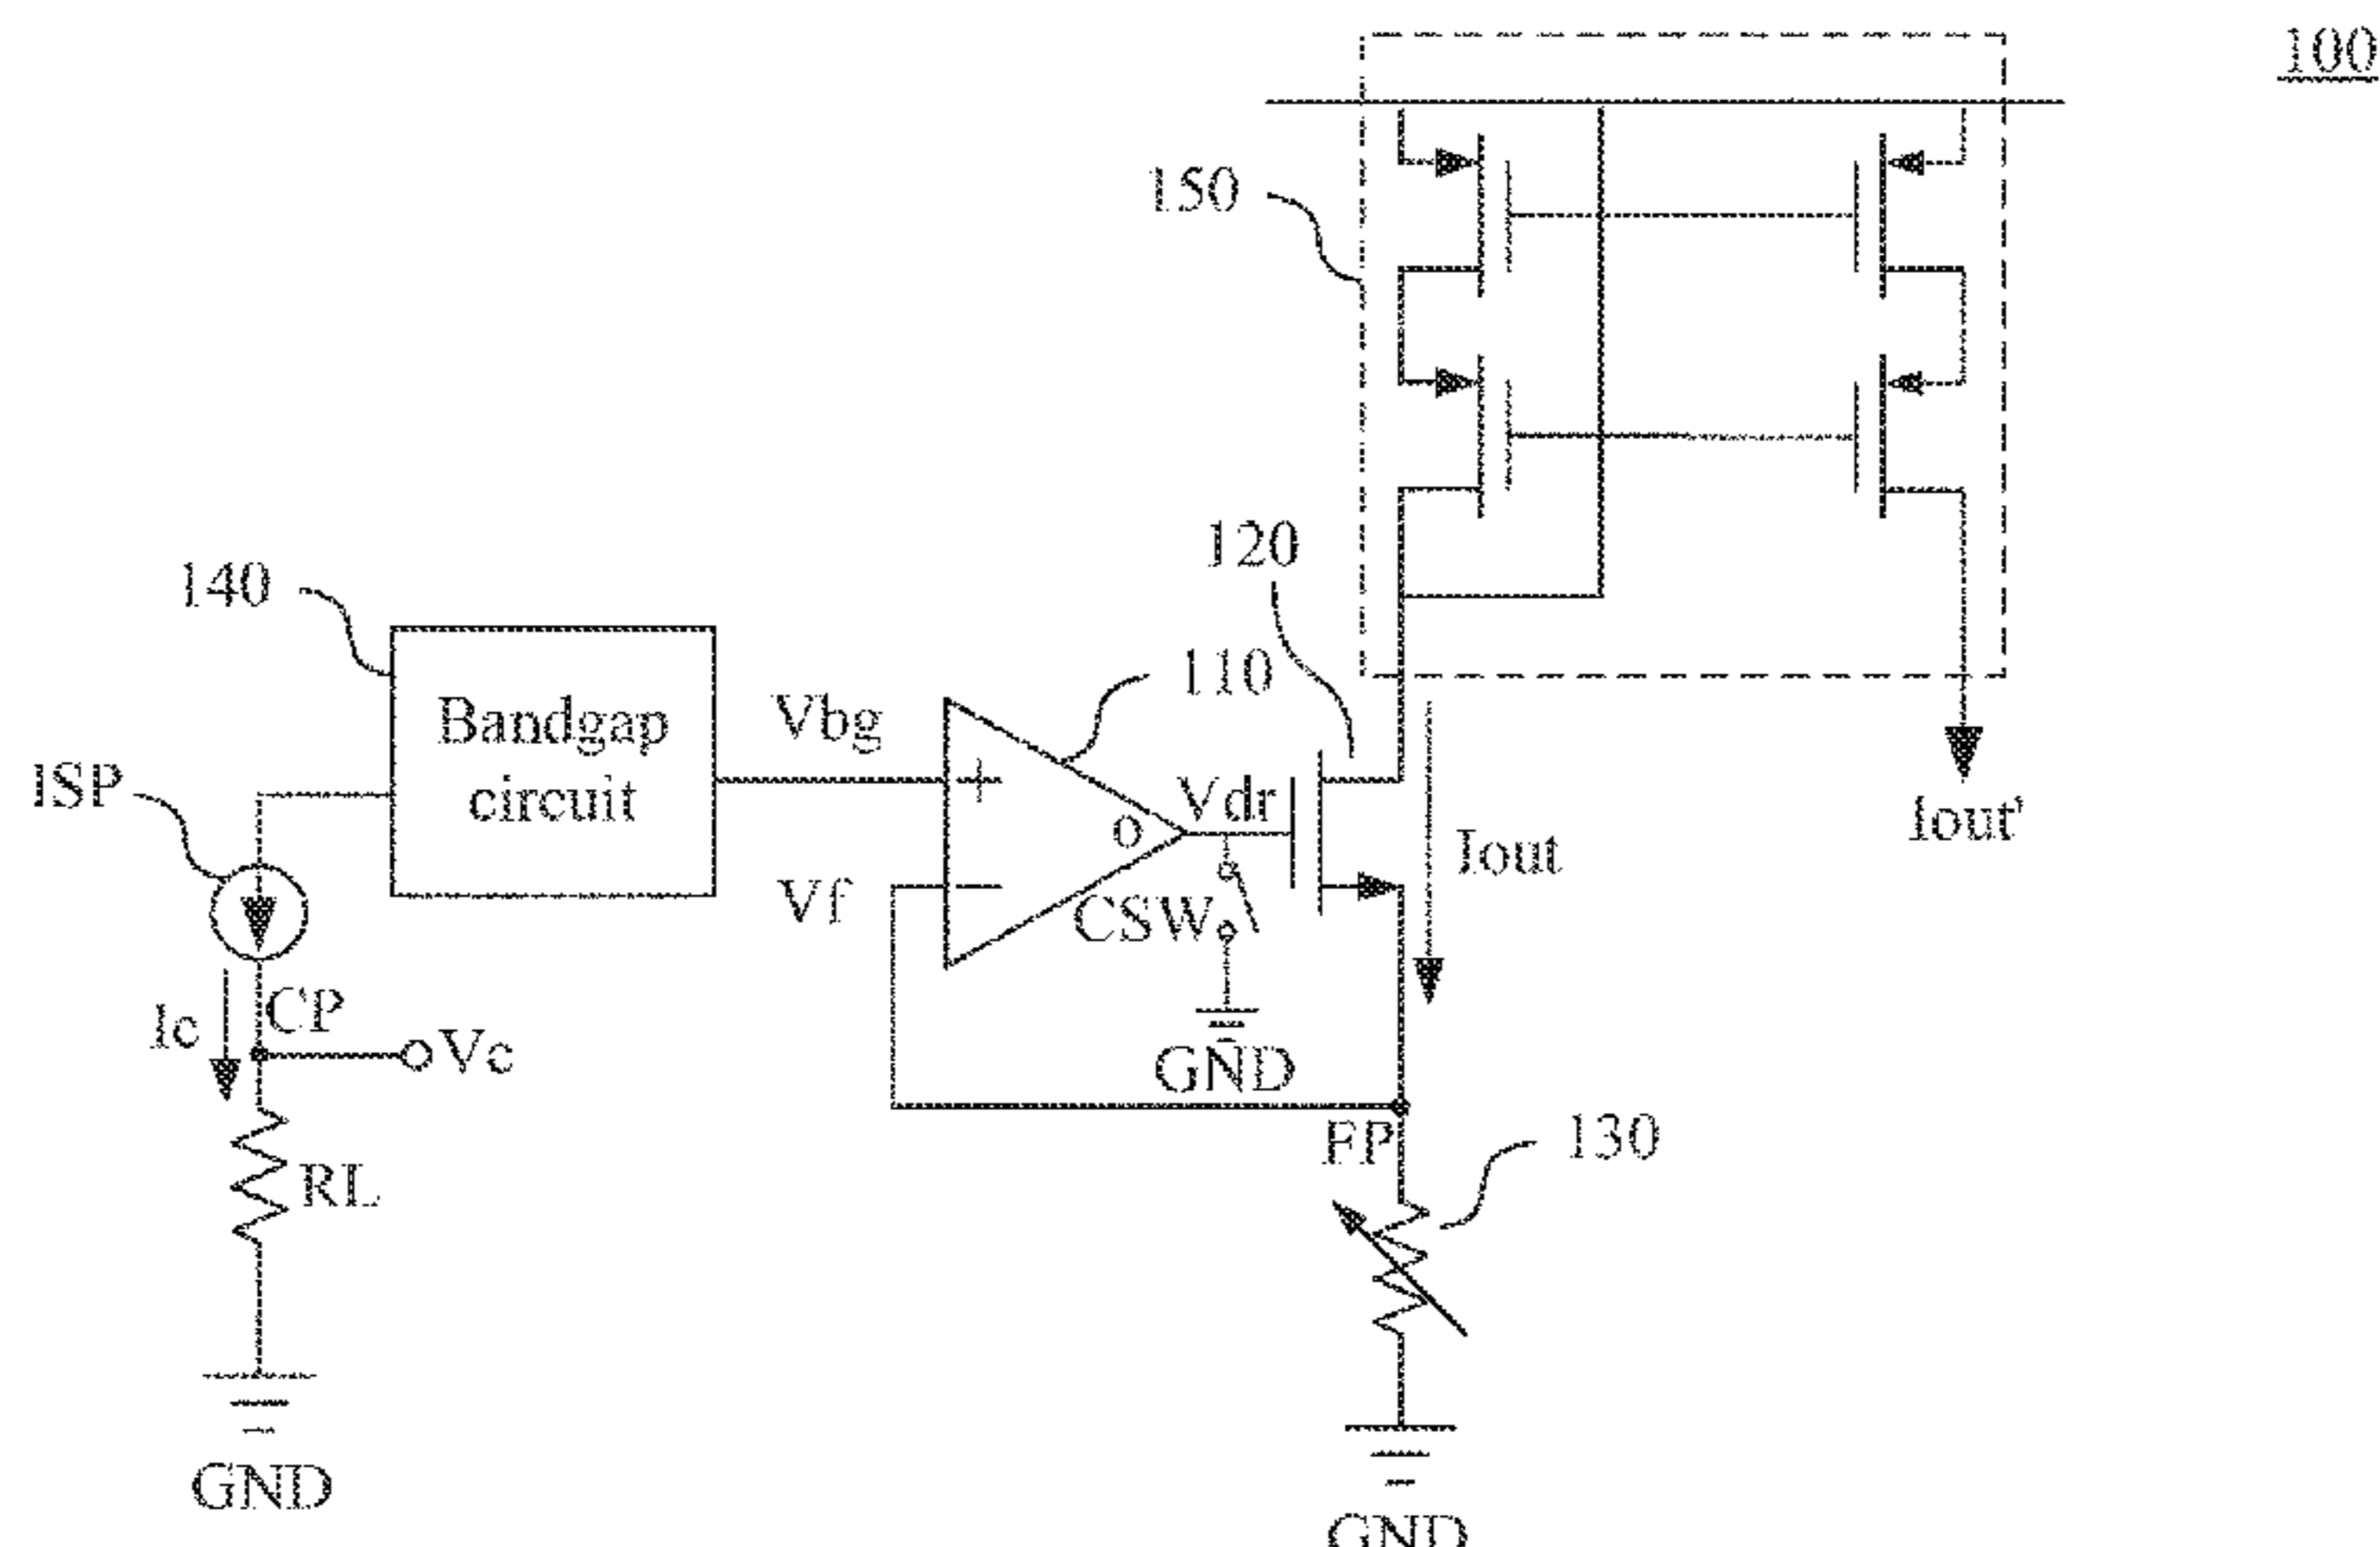 100
150
120
140
110
Bandgap
circuit
Vbg
ISP
+
Vdr
O
Iout'
Iout
Vf
−
CSW
CP
Ic
Vc
GND
FP
130
RL
GND
GND